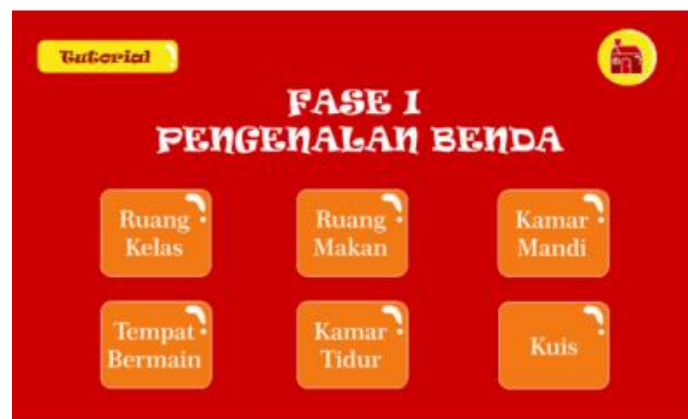 Tutorial
FASE I
PENGENALAN BENDA
Ruang
Kelas
Ruang
Makan
Kamar
Mandi
Tempat
Bermain
Kamar
Tidur
Kuis